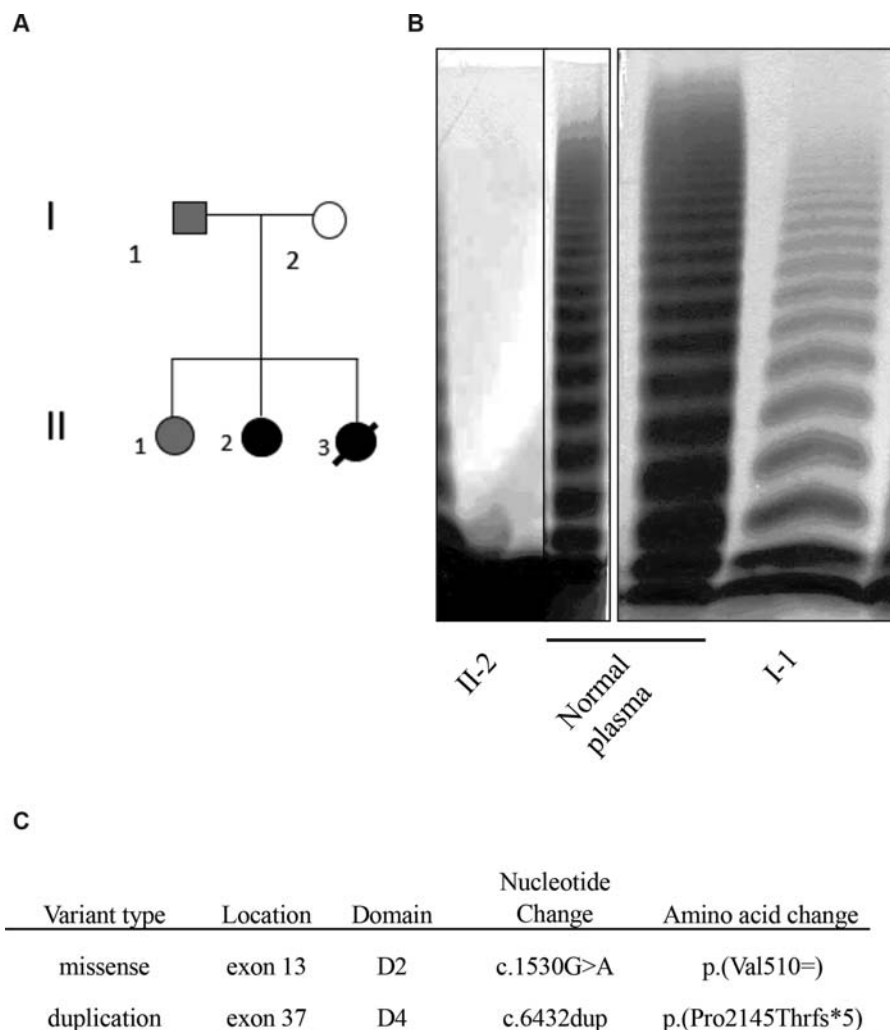 A
B
I
1
2
II
1
2
3
II-2
Normal
plasma
I-1
C
Variant type Location Domain Nucleotide Change Amino acid change
missense exon 13 D2 c.1530G>A p.(Val510=)
duplication exon 37 D4 c.6432dup p.(Pro2145Thrfs*5)